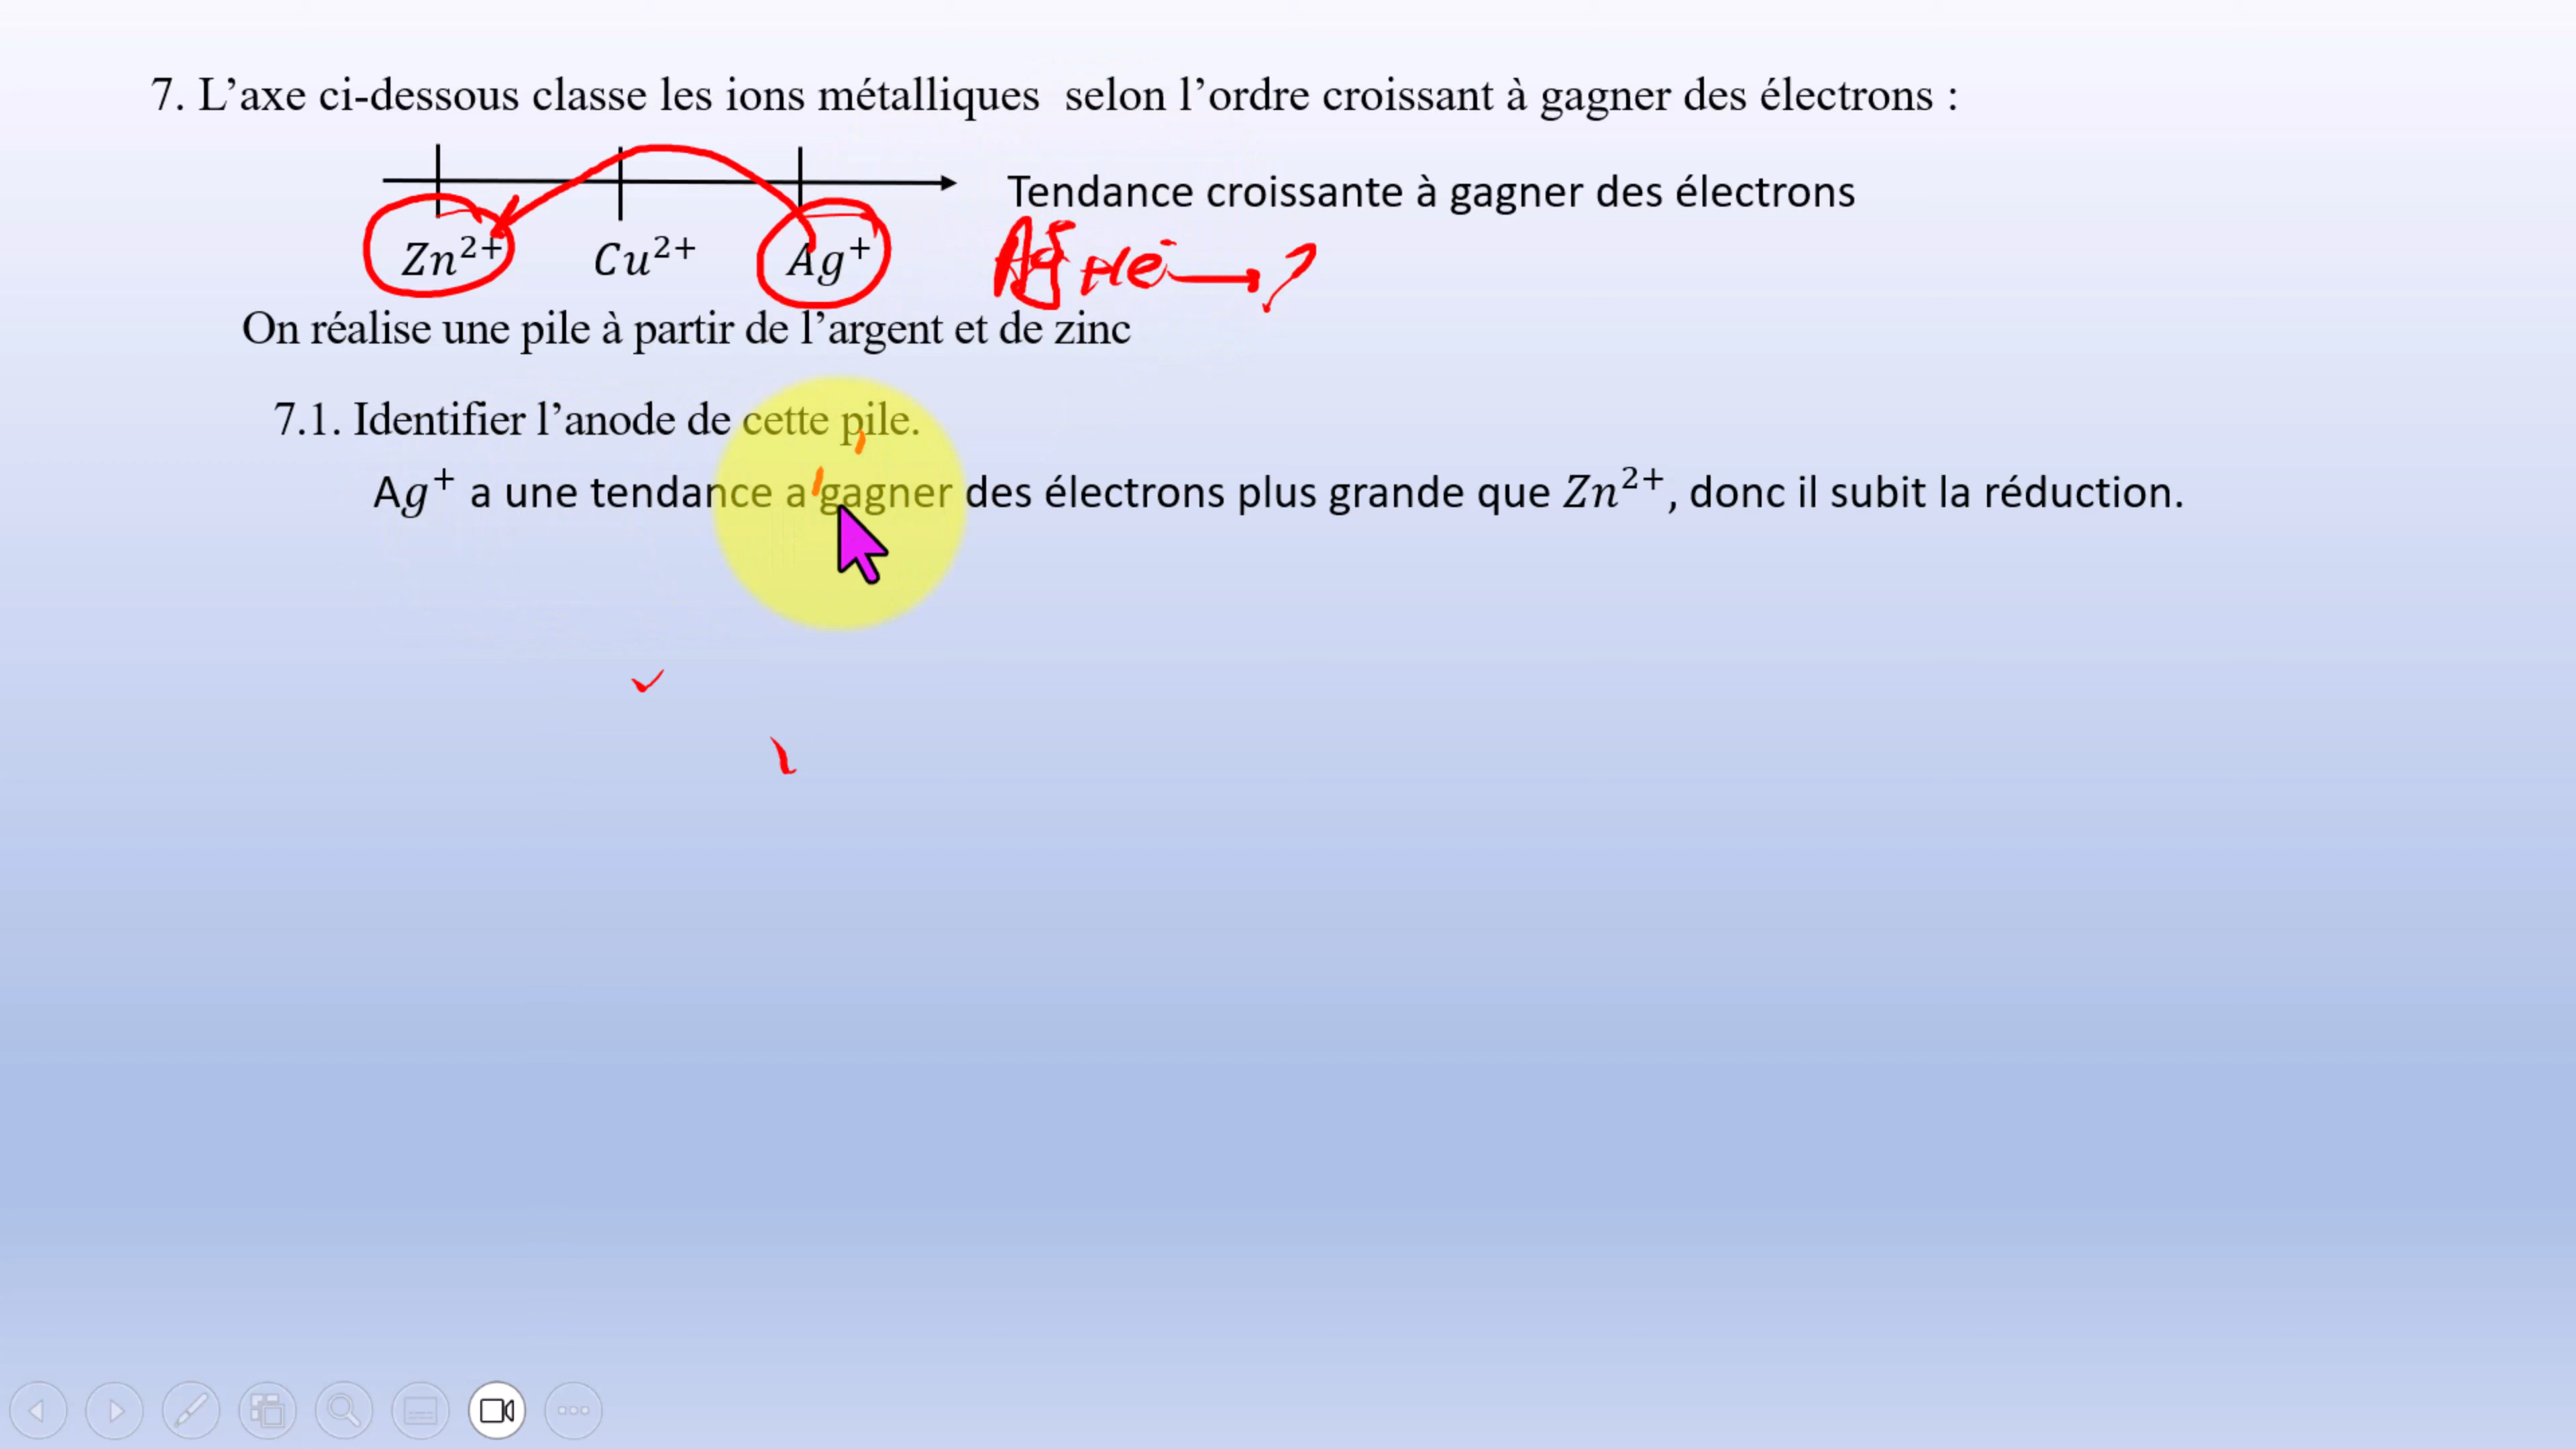 7. L’axe ci-dessous classe les ions métalliques selon l’ordre croissant à gagner des électrons :
Tendance croissante à gagner des électrons
Zn²⁺ Cu²⁺ Ag⁺
On réalise une pile à partir de l’argent et de zinc
7.1. Identifier l’anode de cette pile.
Ag⁺ a une tendance a gagner des électrons plus grande que Zn²⁺, donc il subit la réduction.